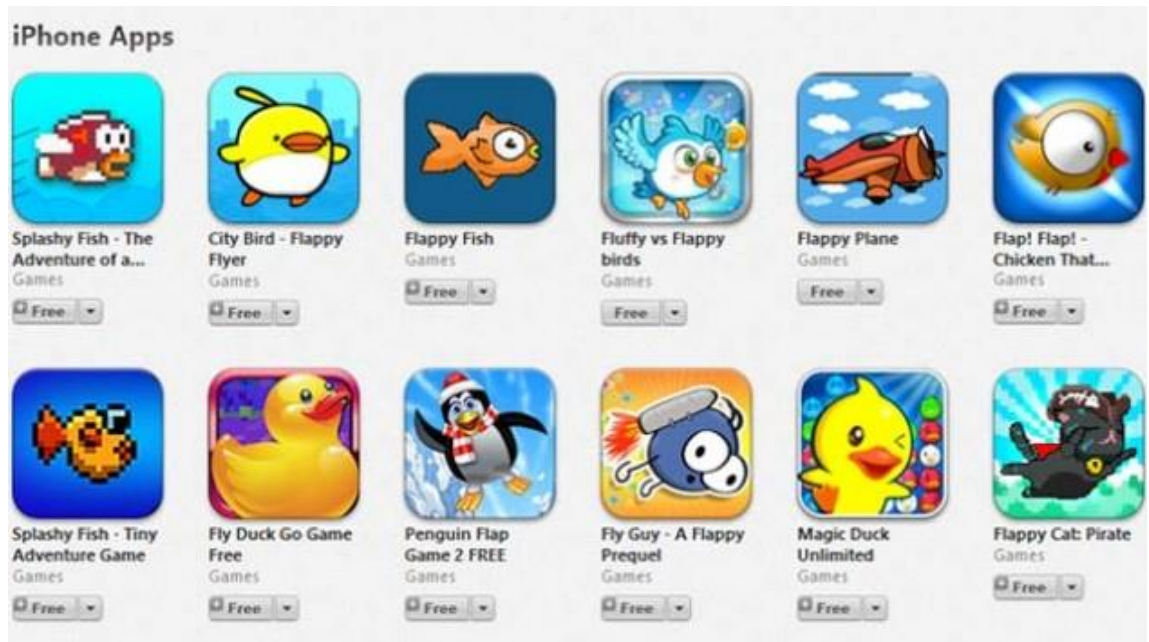 iPhone Apps
Splashy Fish - The
Adventure of a...
Games
Free
City Bird - Flappy
Flyer
Games
Free
Flappy Fish
Games
Free
Fluffy vs Flappy
birds
Games
Free
Flappy Plane
Games
Free
Flap! Flap! -
Chicken That...
Games
Free
Splashy Fish - Tiny
Adventure Game
Games
Free
Fly Duck Go Game
Free
Games
Free
Penguin Flap
Game 2 FREE
Games
Free
Fly Guy - A Flappy
Prequel
Games
Free
Magic Duck
Unlimited
Games
Free
Flappy Cat: Pirate
Games
Free